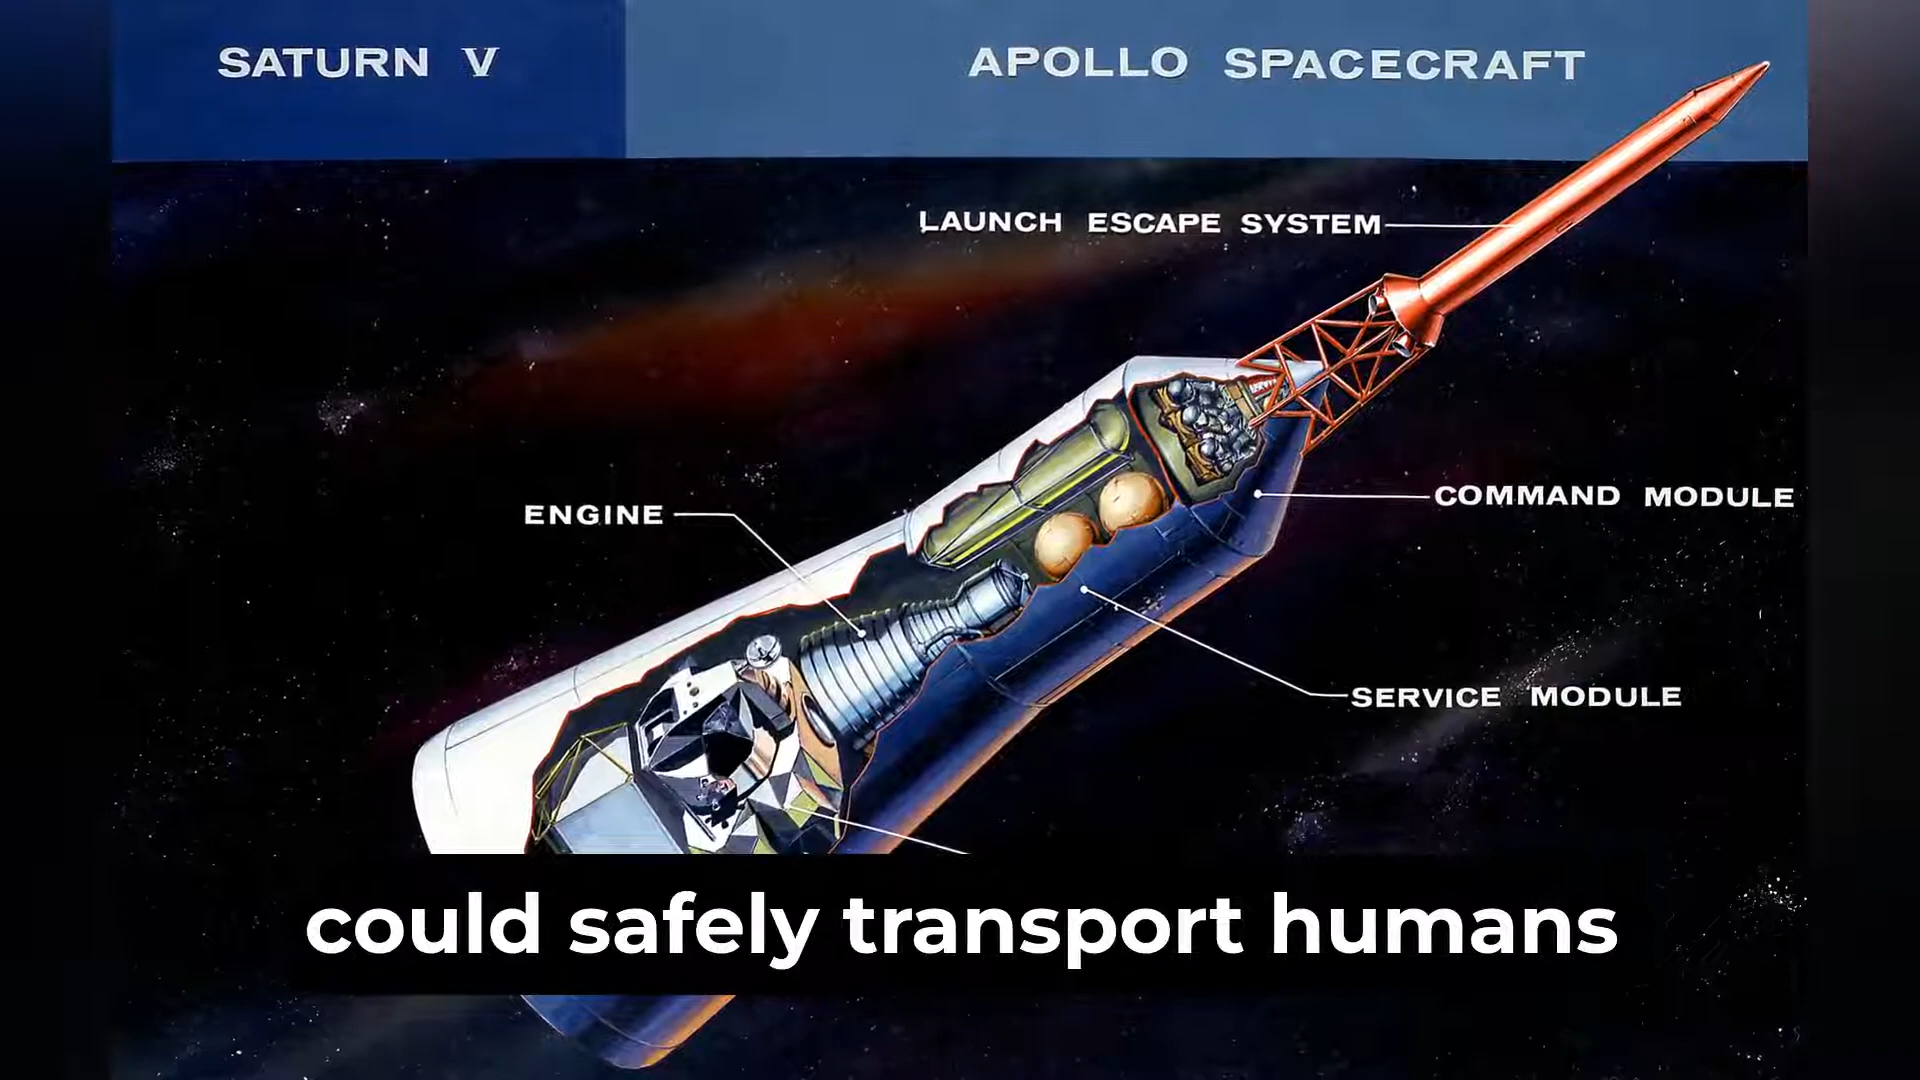 SATURN V
APOLLO SPACECRAFT
LAUNCH ESCAPE SYSTEM
COMMAND MODULE
ENGINE
SERVICE MODULE
could safely transport humans